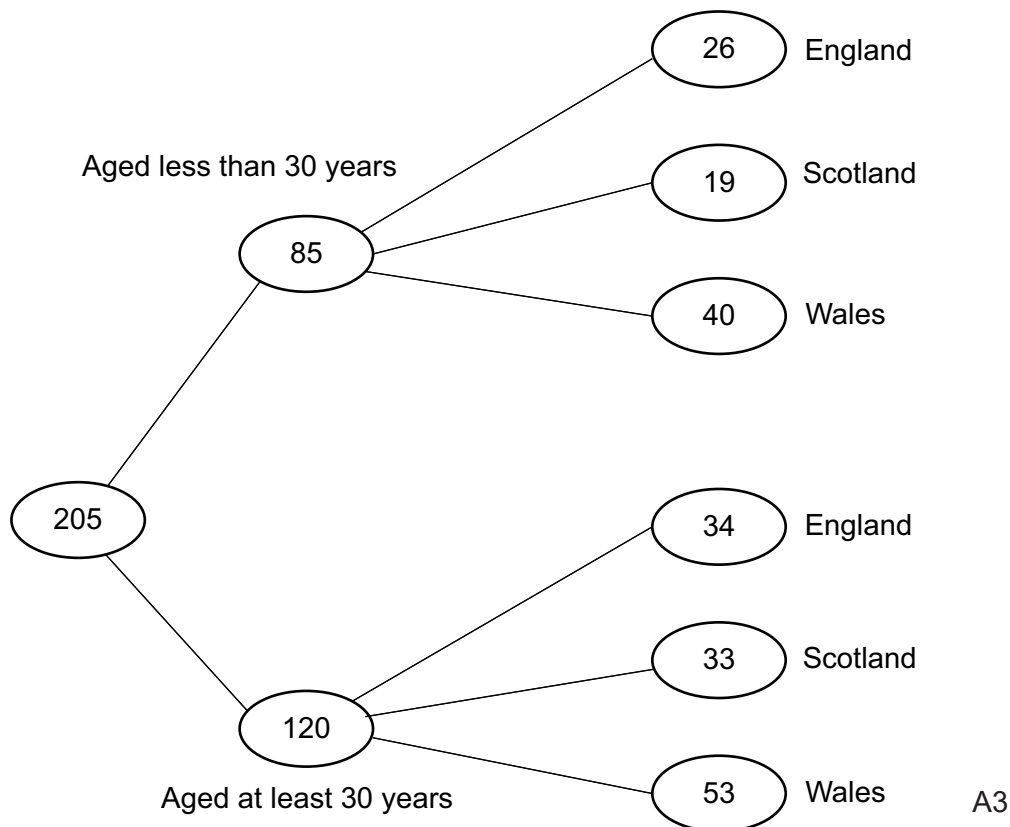 26 England
Aged less than 30 years
19 Scotland
85
40 Wales
205
34 England
33 Scotland
120
Aged at least 30 years
53 Wales
A3